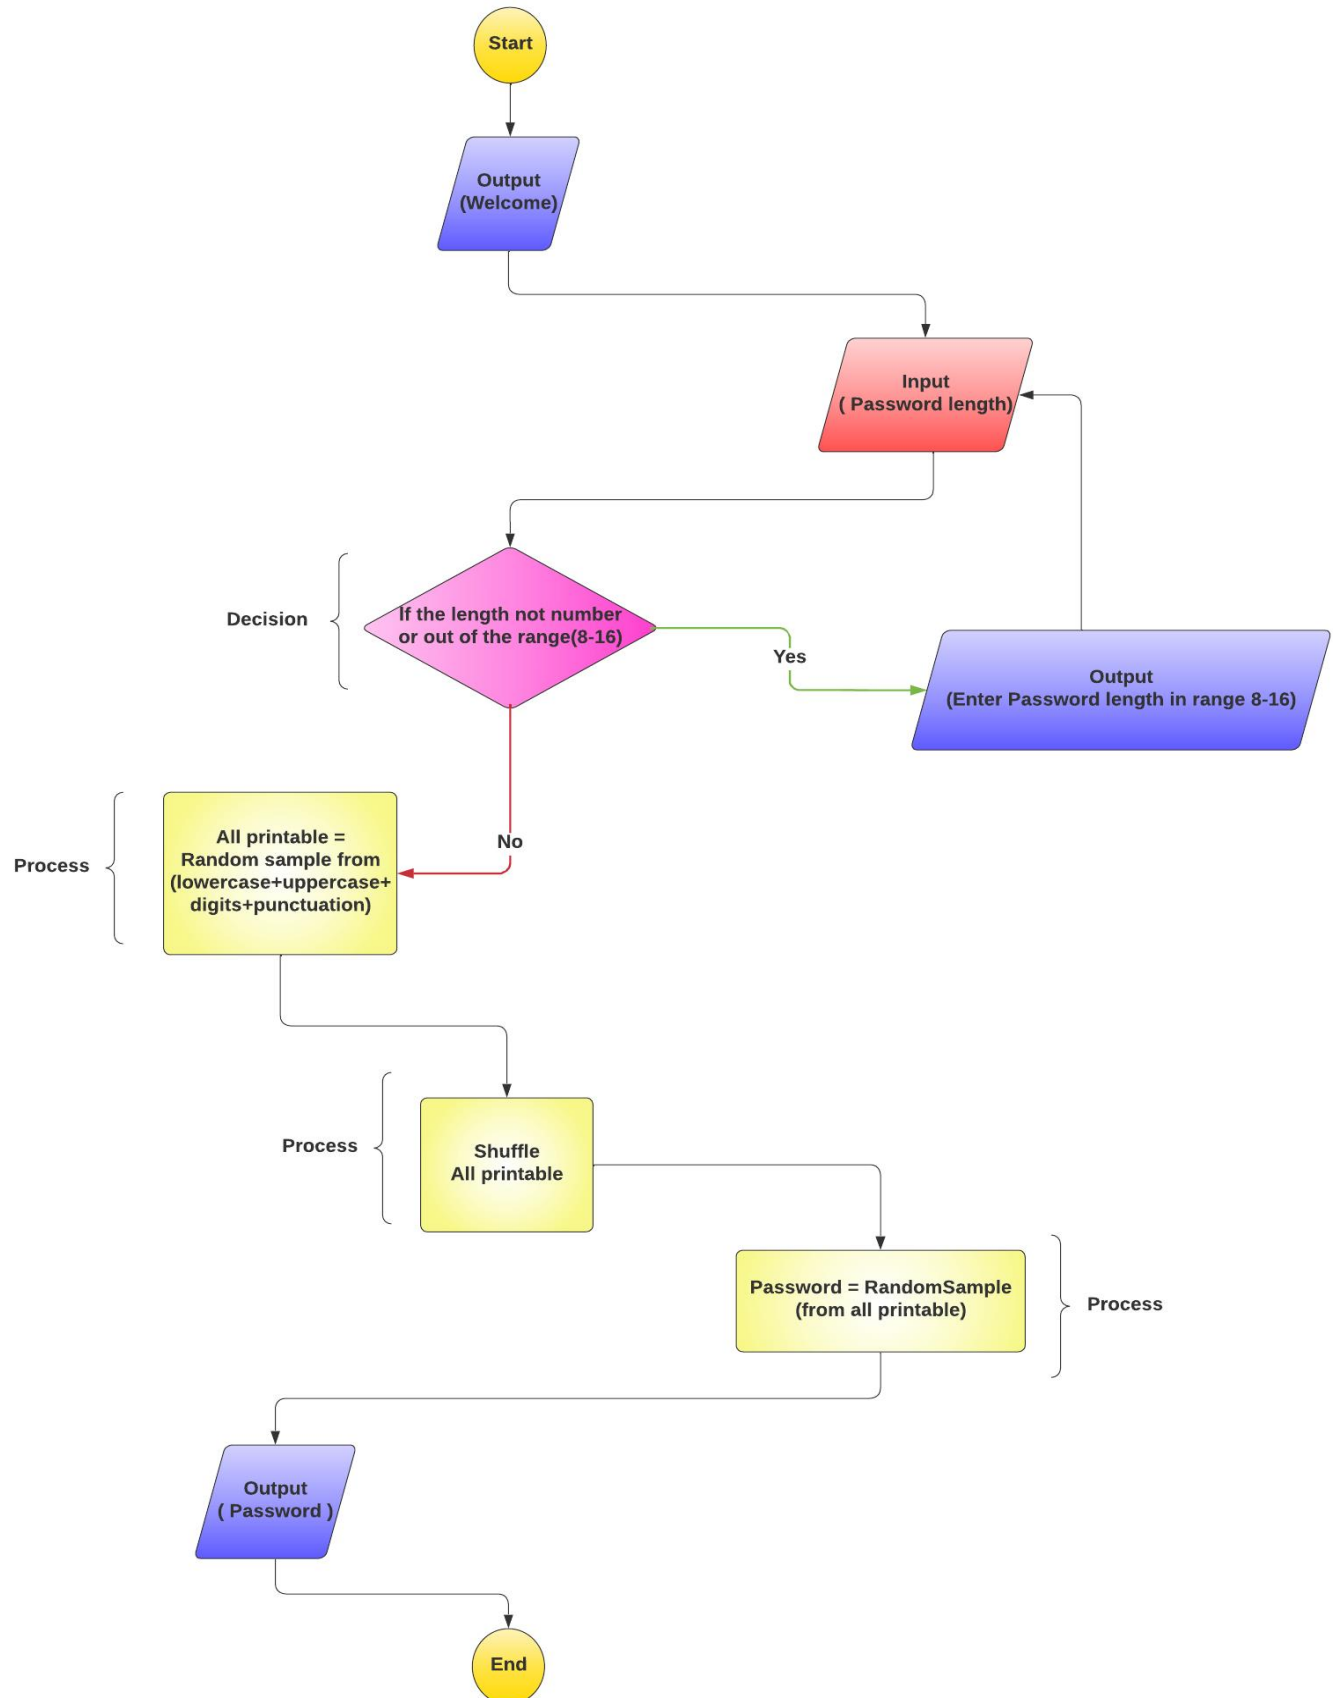 Start
Output
(Welcome)
Input
( Password length)
Decision
If the length not number
or out of the range(8-16)
Yes
Output
(Enter Password length in range 8-16)
No
Process
All printable =
Random sample from
(lowercase+uppercase+
digits+punctuation)
Process
Shuffle
All printable
Password = RandomSample
(from all printable)
Process
Output
( Password )
End